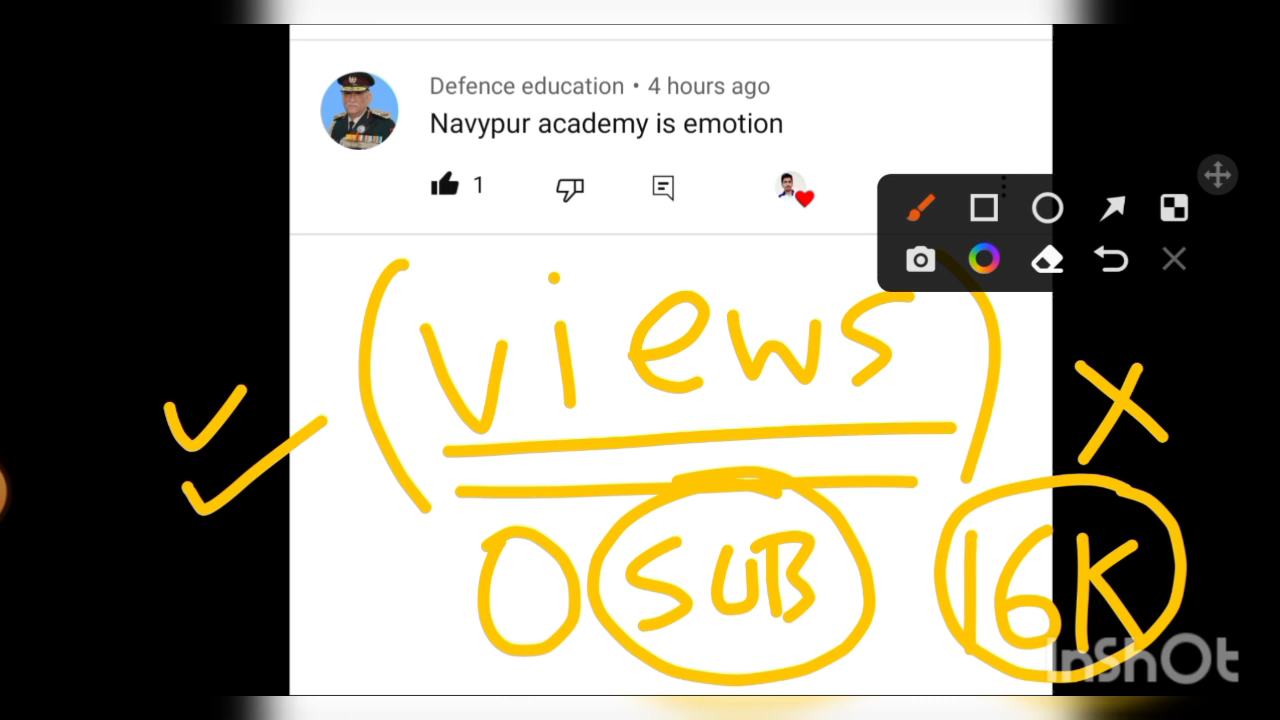 Defence education • 4 hours ago
Navypur academy is emotion
1
(views)
0 SUB 16K
InShOt